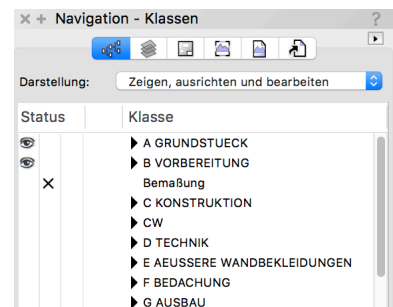 Navigation - Klassen ?
Darstellung: Zeigen, ausrichten und bearbeiten
Status Klasse
A GRUNDSTUECK
B VORBEREITUNG
Bemaßung
C KONSTRUKTION
CW
D TECHNIK
E AEUSSERE WANDBEKLEIDUNGEN
F BEDACHUNG
G AUSBAU